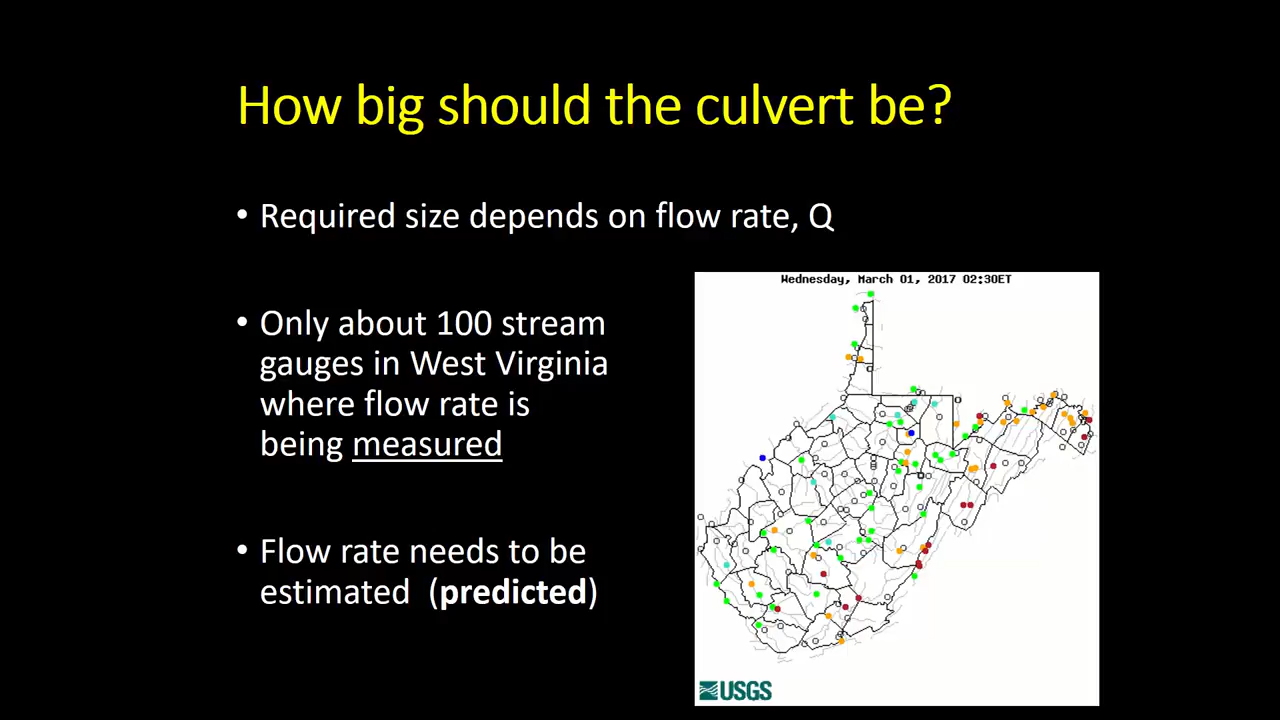 How big should the culvert be?
• Required size depends on flow rate, Q
• Only about 100 stream
gauges in West Virginia
where flow rate is
being measured
• Flow rate needs to be
estimated (predicted)
Wednesday, March 01, 2017 02:30ET
USGS